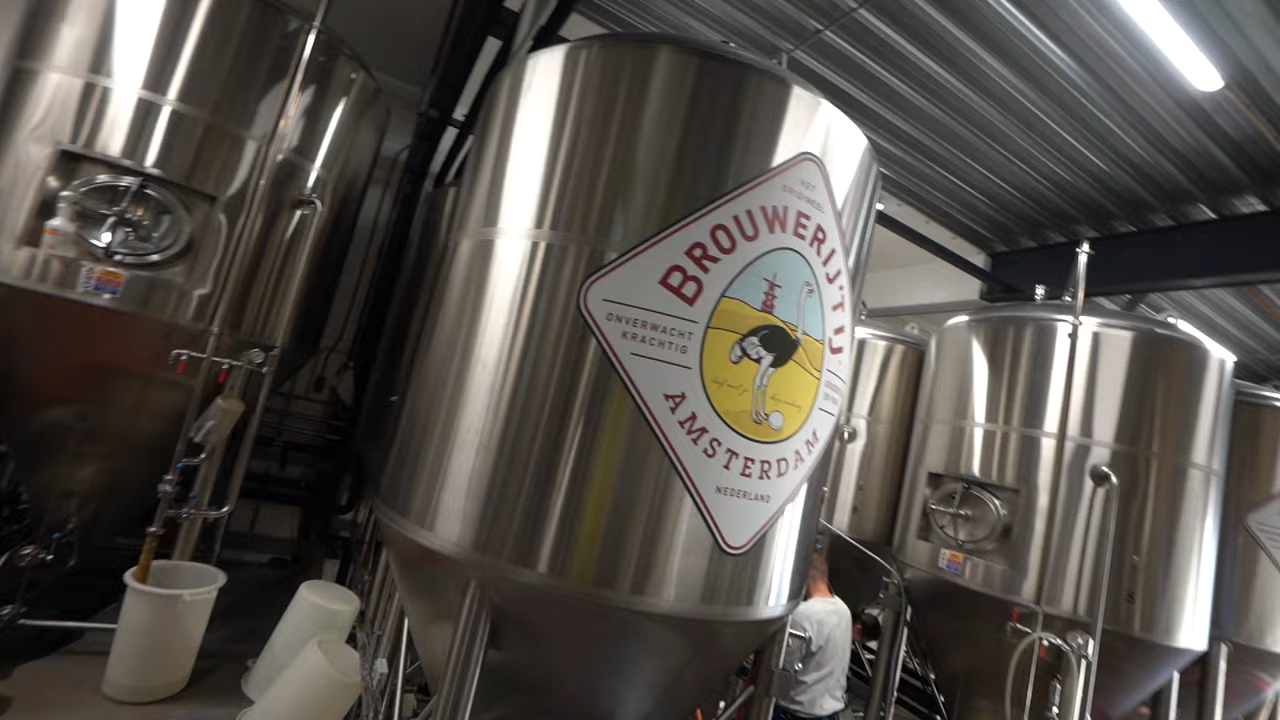 HET
ORIGINEEL
BROUWERIJ 'T IJ
ONVERWACHT
KRACHTIG
AMSTERDAM
NEDERLAND